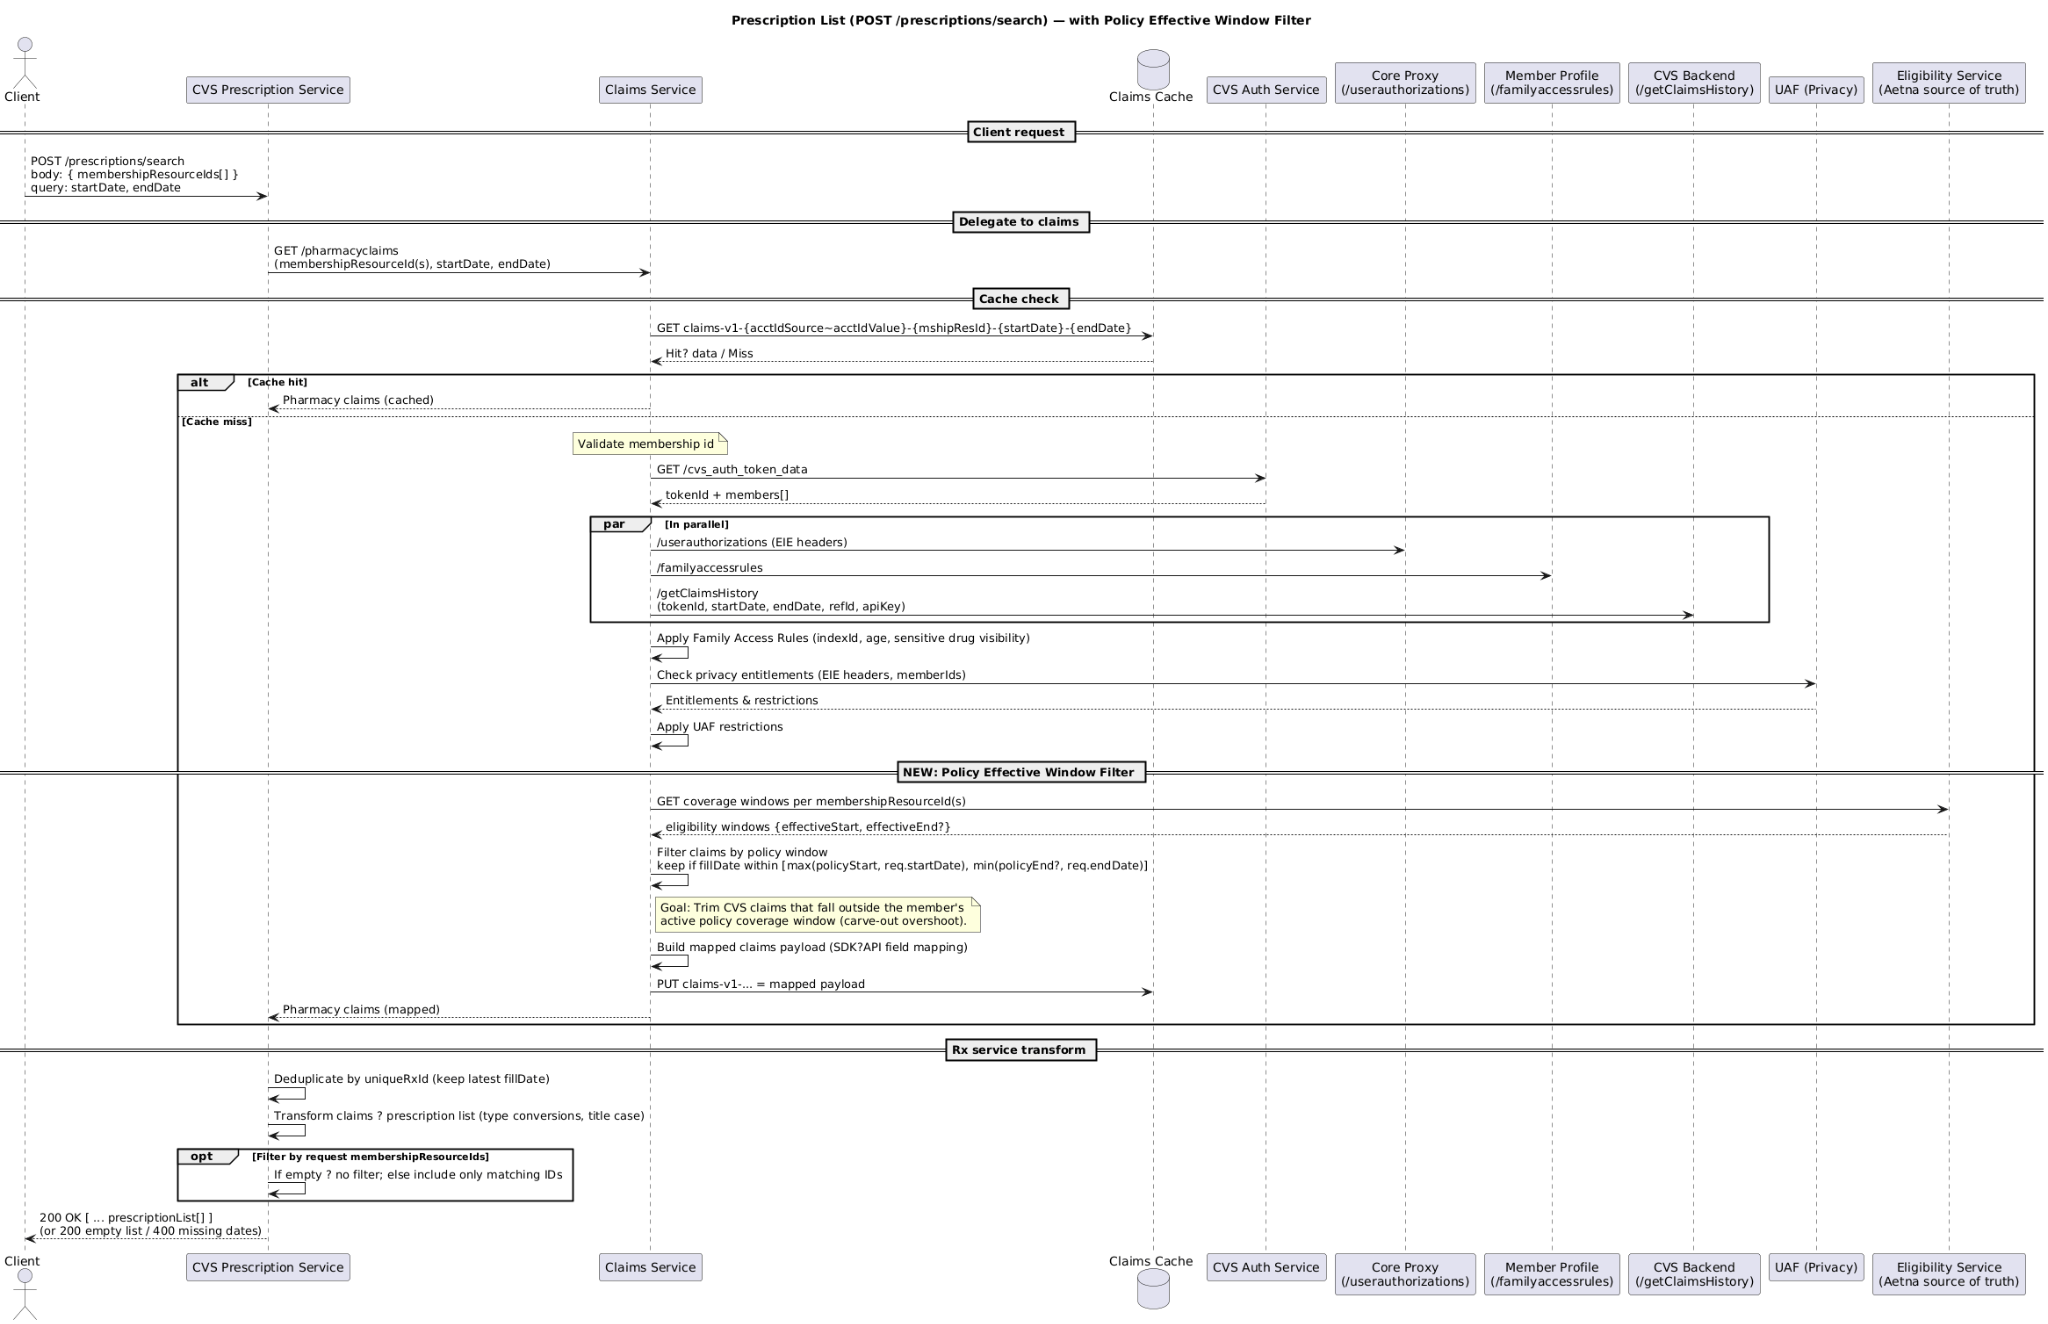 Prescription List (POST /prescriptions/search) — with Policy Effective Window Filter
Client
CVS Prescription Service
Claims Service
Claims Cache
CVS Auth Service
Core Proxy
(/userauthorizations)
Member Profile
(/familyaccessrules)
CVS Backend
(/getClaimsHistory)
UAF (Privacy)
Eligibility Service
(Aetna source of truth)
Client request
POST /prescriptions/search
body: { membershipResourceIds[] }
query: startDate, endDate
Delegate to claims
GET /pharmacyclaims
(membershipResourceId(s), startDate, endDate)
Cache check
GET claims-v1-{acctIdSource~acctIdValue}-{mshipResId}-{startDate}-{endDate}
Hit? data / Miss
alt
[Cache hit]
Pharmacy claims (cached)
[Cache miss]
Validate membership id
GET /cvs_auth_token_data
tokenId + members[]
par
[In parallel]
/userauthorizations (EIE headers)
/familyaccessrules
/getClaimsHistory
(tokenId, startDate, endDate, refId, apiKey)
Apply Family Access Rules (indexId, age, sensitive drug visibility)
Check privacy entitlements (EIE headers, memberIds)
Entitlements & restrictions
Apply UAF restrictions
NEW: Policy Effective Window Filter
GET coverage windows per membershipResourceId(s)
eligibility windows {effectiveStart, effectiveEnd?}
Filter claims by policy window
keep if fillDate within [max(policyStart, req.startDate), min(policyEnd?, req.endDate)]
Goal: Trim CVS claims that fall outside the member's
active policy coverage window (carve-out overshoot).
Build mapped claims payload (SDK?API field mapping)
PUT claims-v1-... = mapped payload
Pharmacy claims (mapped)
Rx service transform
Deduplicate by uniqueRxId (keep latest fillDate)
Transform claims ? prescription list (type conversions, title case)
opt
[Filter by request membershipResourceIds]
If empty ? no filter; else include only matching IDs
200 OK [ ... prescriptionList[] ]
(or 200 empty list / 400 missing dates)
Client
CVS Prescription Service
Claims Service
Claims Cache
CVS Auth Service
Core Proxy
(/userauthorizations)
Member Profile
(/familyaccessrules)
CVS Backend
(/getClaimsHistory)
UAF (Privacy)
Eligibility Service
(Aetna source of truth)